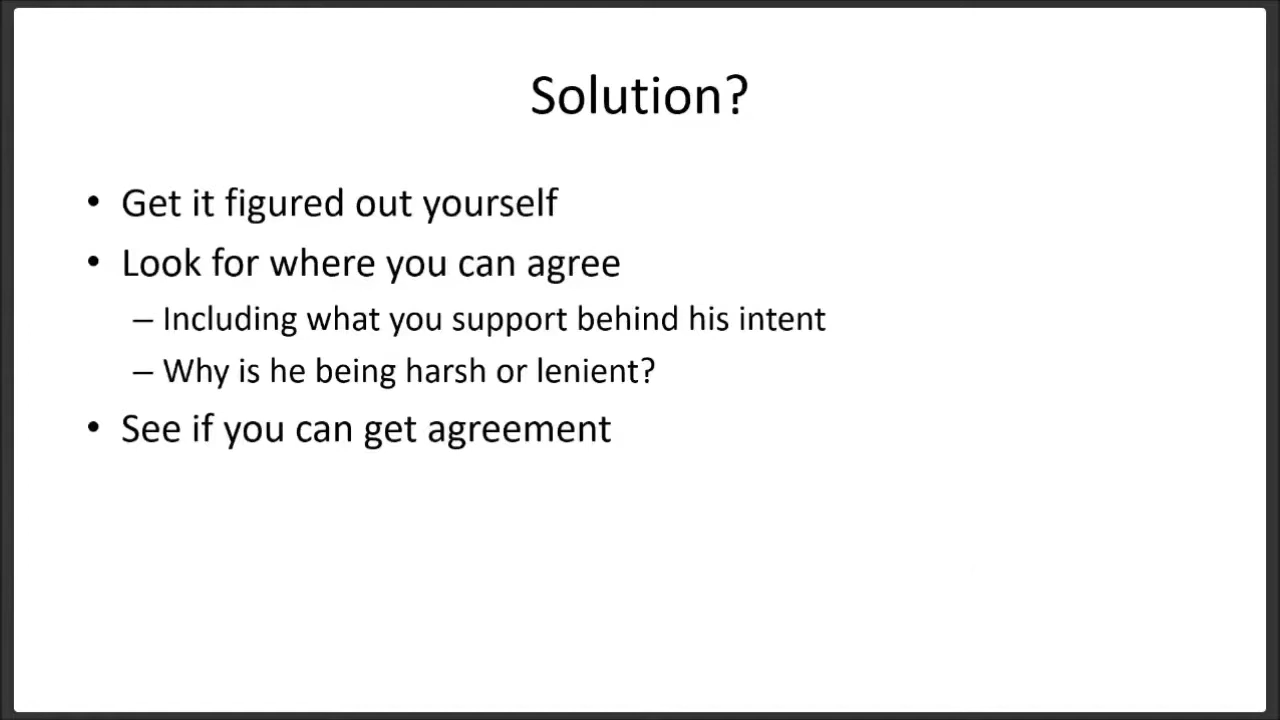 Solution?
• Get it figured out yourself
• Look for where you can agree
– Including what you support behind his intent
– Why is he being harsh or lenient?
• See if you can get agreement